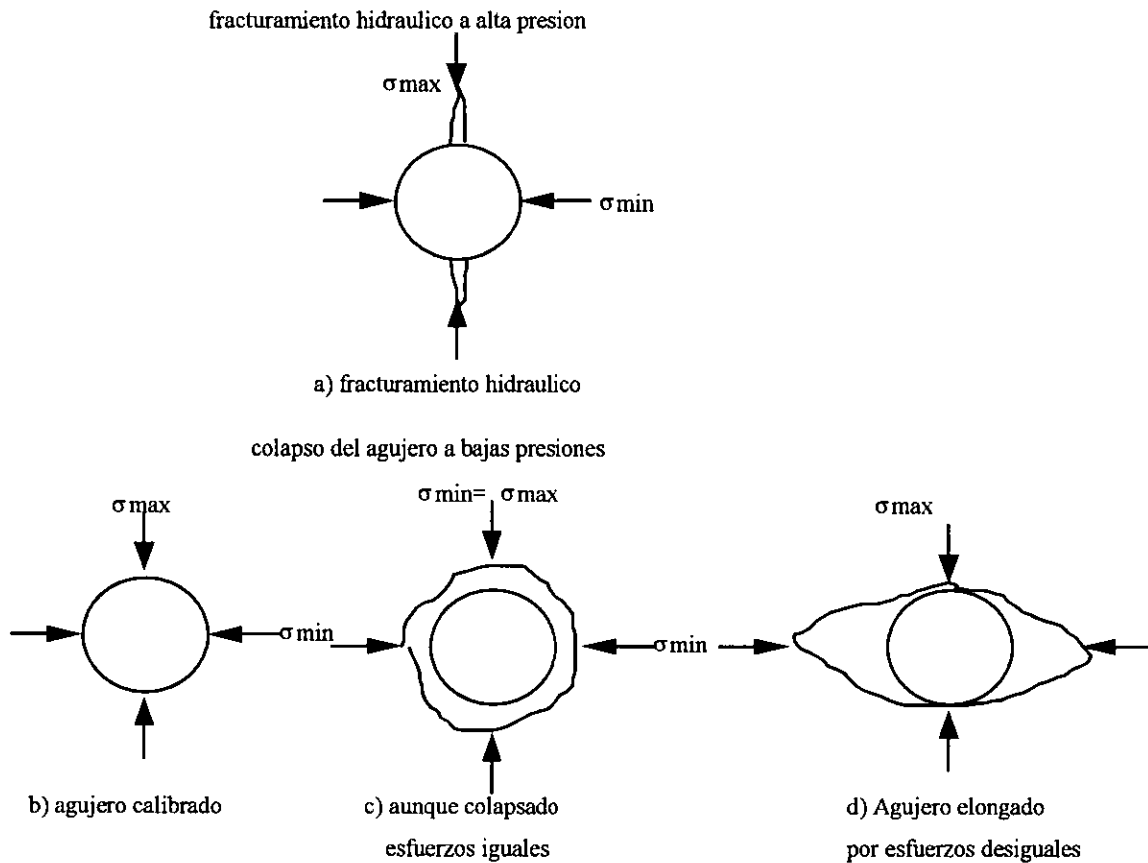 fracturamiento hidraulico a alta presion
σmax
σmin
a) fracturamiento hidraulico
colapso del agujero a bajas presiones
σmax
σmin
b) agujero calibrado
σmin= σmax
σmin
c) aunque colapsado
esfuerzos iguales
σmax
d) Agujero elongado
por esfuerzos desiguales